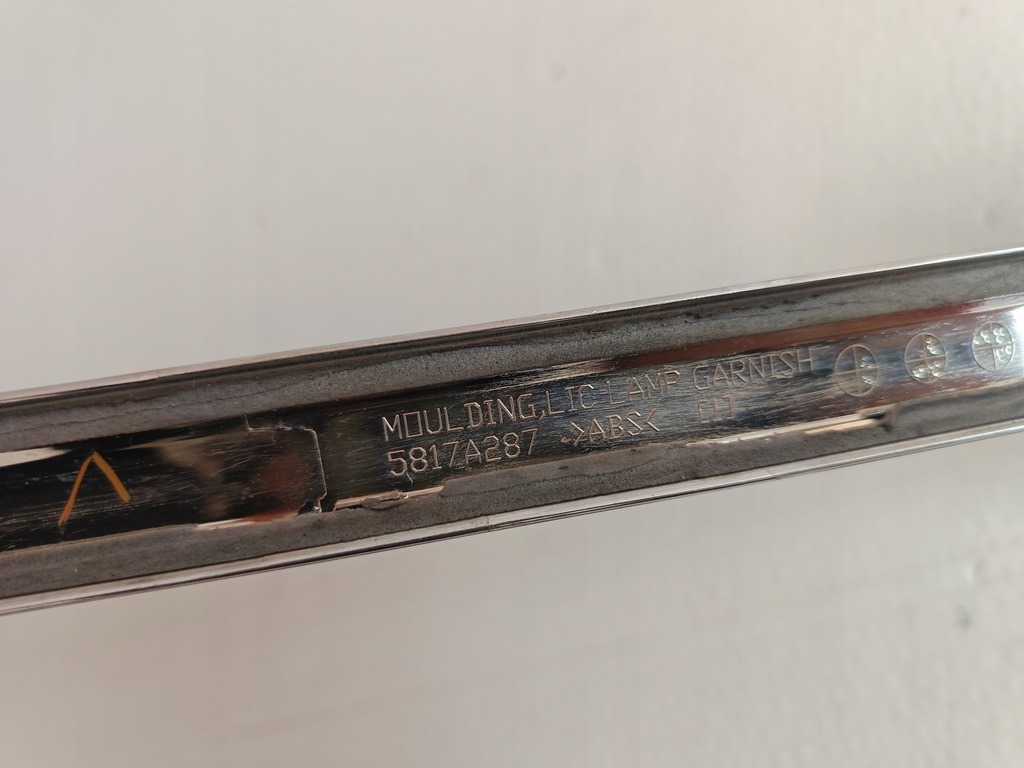 MOULDING,LIC LAMP GARNISH
5817A287 >ABS<